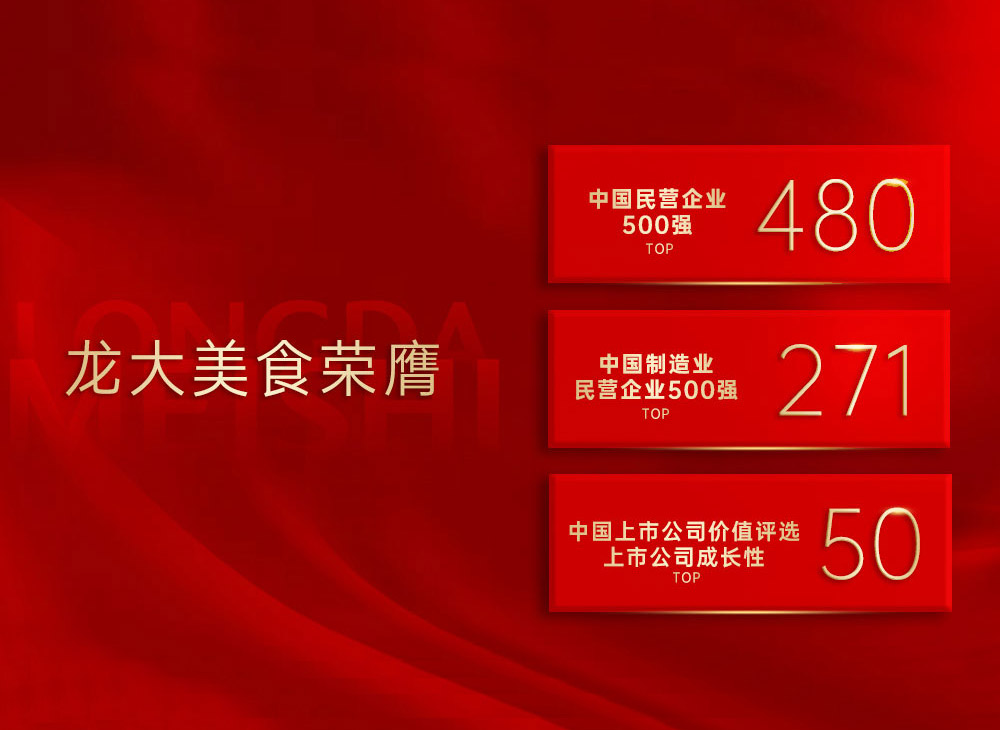 LONGDA
MEISHI
龙大美食荣膺
中国民营企业
500强
TOP
480
中国制造业
民营企业500强
TOP
271
中国上市公司价值评选
上市公司成长性
TOP
50